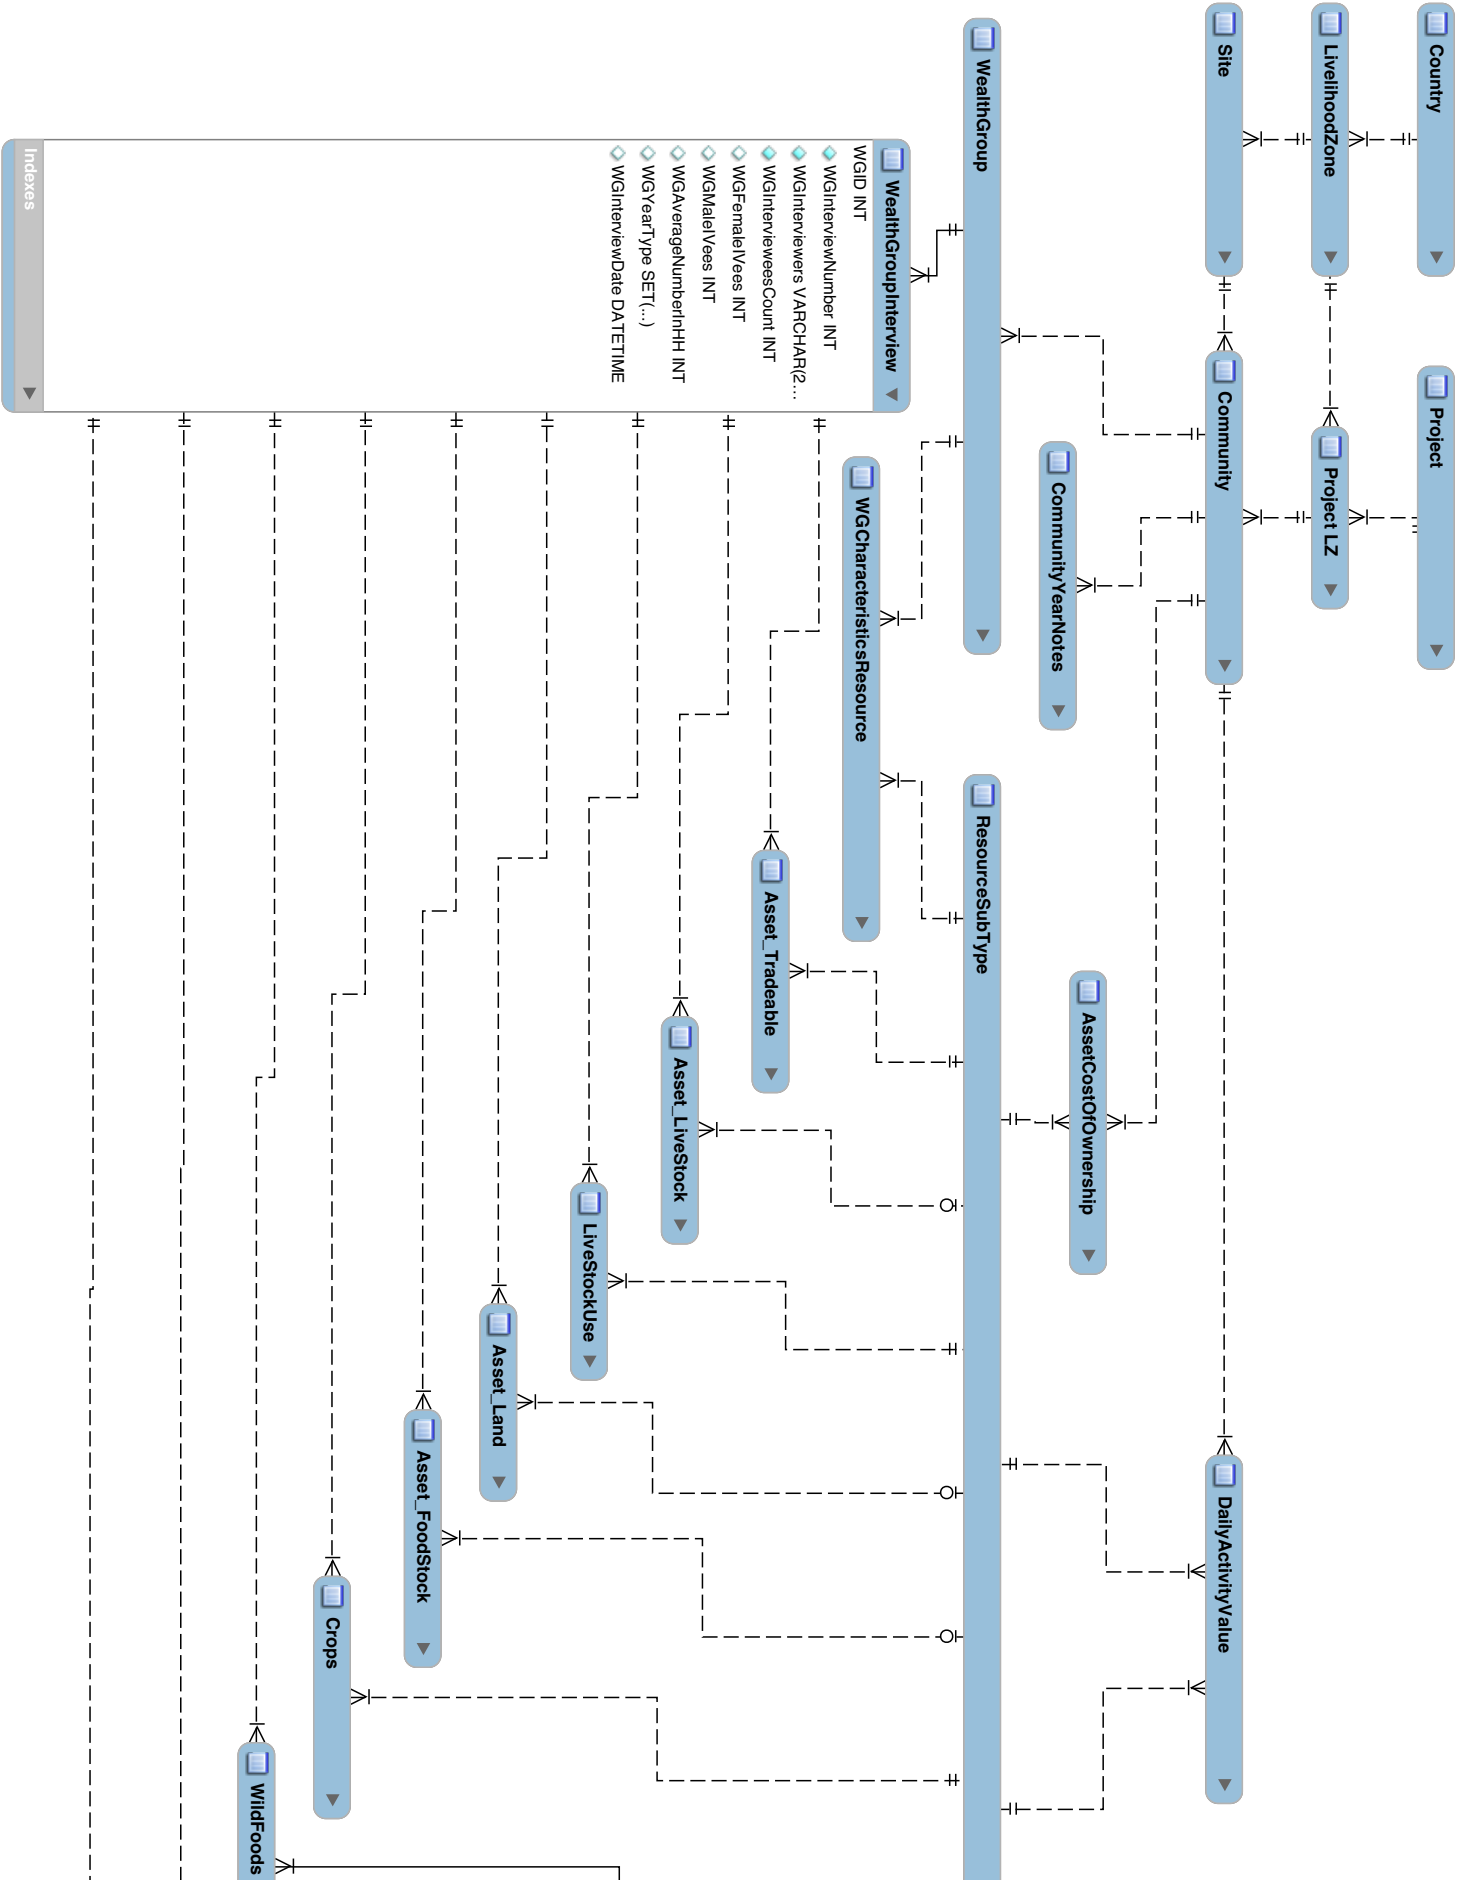 Country
Project
LivelihoodZone
Project LZ
Site
Community
DailyActivityValue
AssetCostOfOwnership
CommunityYearNotes
WealthGroup
ResourceSubType
WealthGroupInterview
WGID INT
WGInterviewNumber INT
WGInterviewers VARCHAR(2...
WGIntervieweesCount INT
WGFemaleIVees INT
WGMaleIVees INT
WGAverageNumberInHH INT
WGYearType SET(...)
WGInterviewDate DATETIME
Indexes
WGCharacteristicsResource
Asset_Tradeable
Asset_LiveStock
LiveStockUse
Asset_Land
Asset_FoodStock
Crops
WildFoods